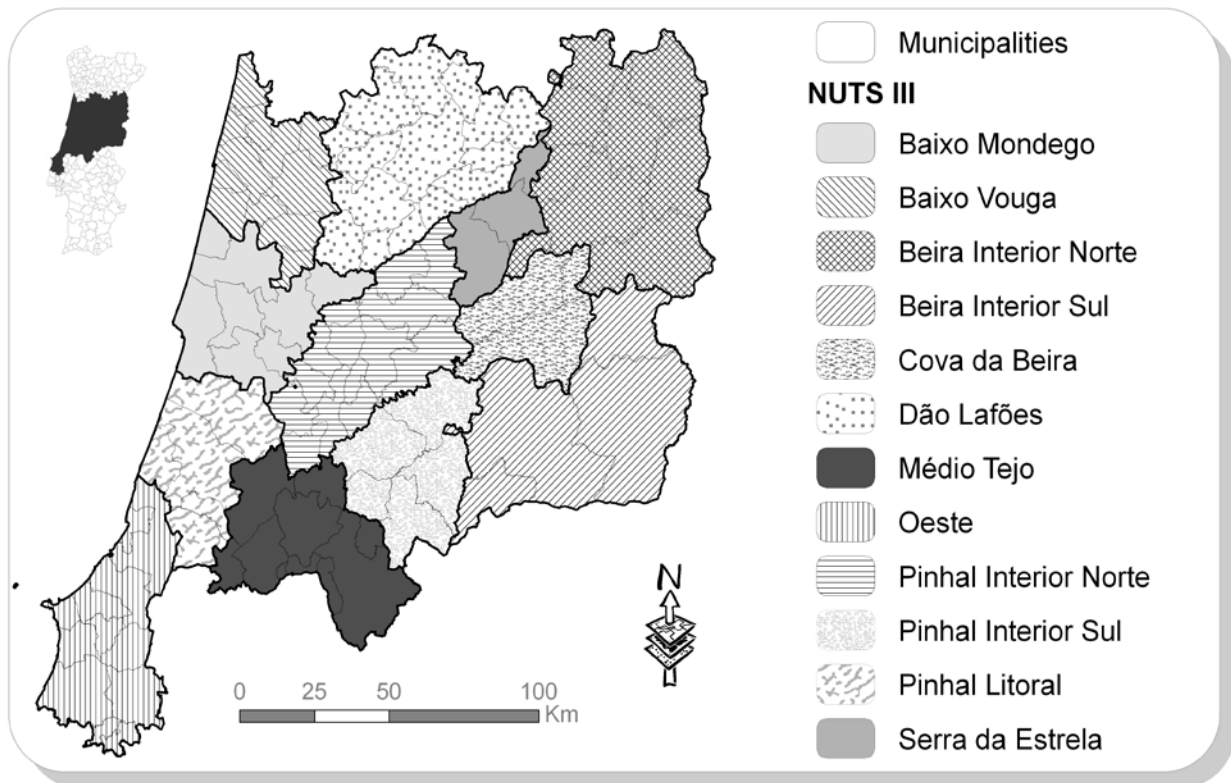 Municipalities
NUTS III
Baixo Mondego
Baixo Vouga
Beira Interior Norte
Beira Interior Sul
Cova da Beira
Dão Lafões
Médio Tejo
Oeste
Pinhal Interior Norte
Pinhal Interior Sul
Pinhal Litoral
Serra da Estrela
N
0 25 50 100
Km